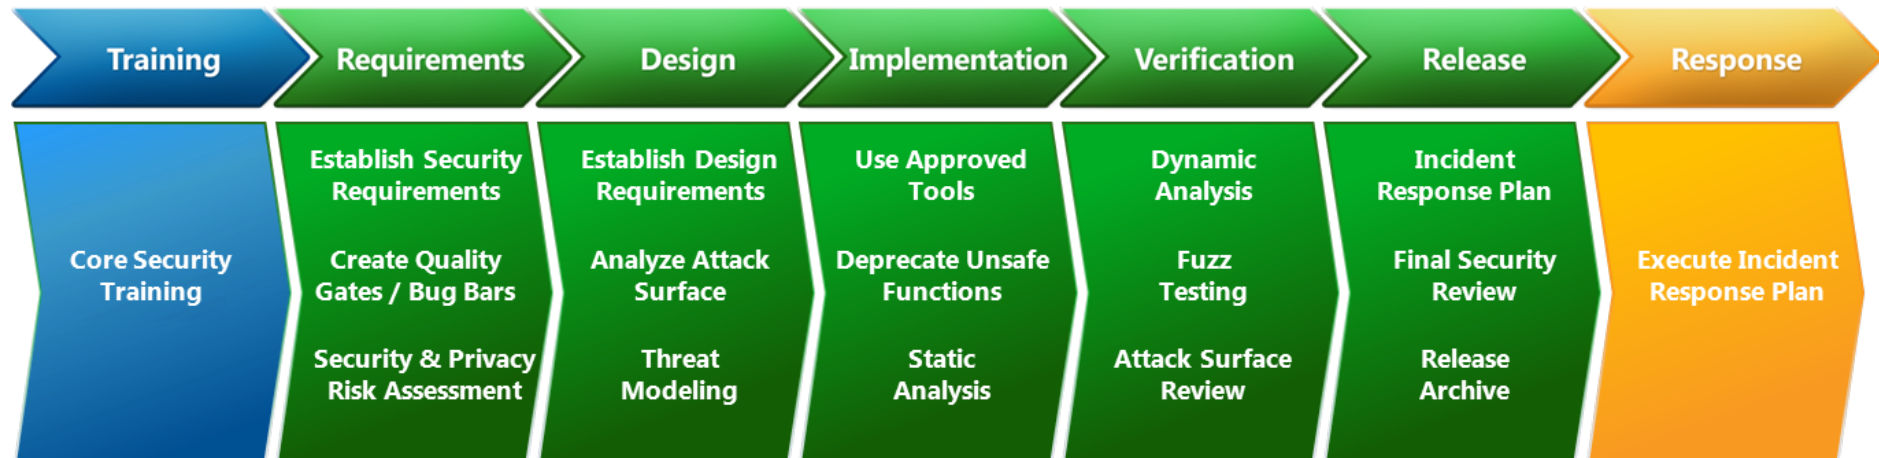 Training
Requirements
Design
Implementation
Verification
Release
Response
Core Security
Training
Establish Security
Requirements
Create Quality
Gates / Bug Bars
Security & Privacy
Risk Assessment
Establish Design
Requirements
Analyze Attack
Surface
Threat
Modeling
Use Approved
Tools
Deprecate Unsafe
Functions
Static
Analysis
Dynamic
Analysis
Fuzz
Testing
Attack Surface
Review
Incident
Response Plan
Final Security
Review
Release
Archive
Execute Incident
Response Plan